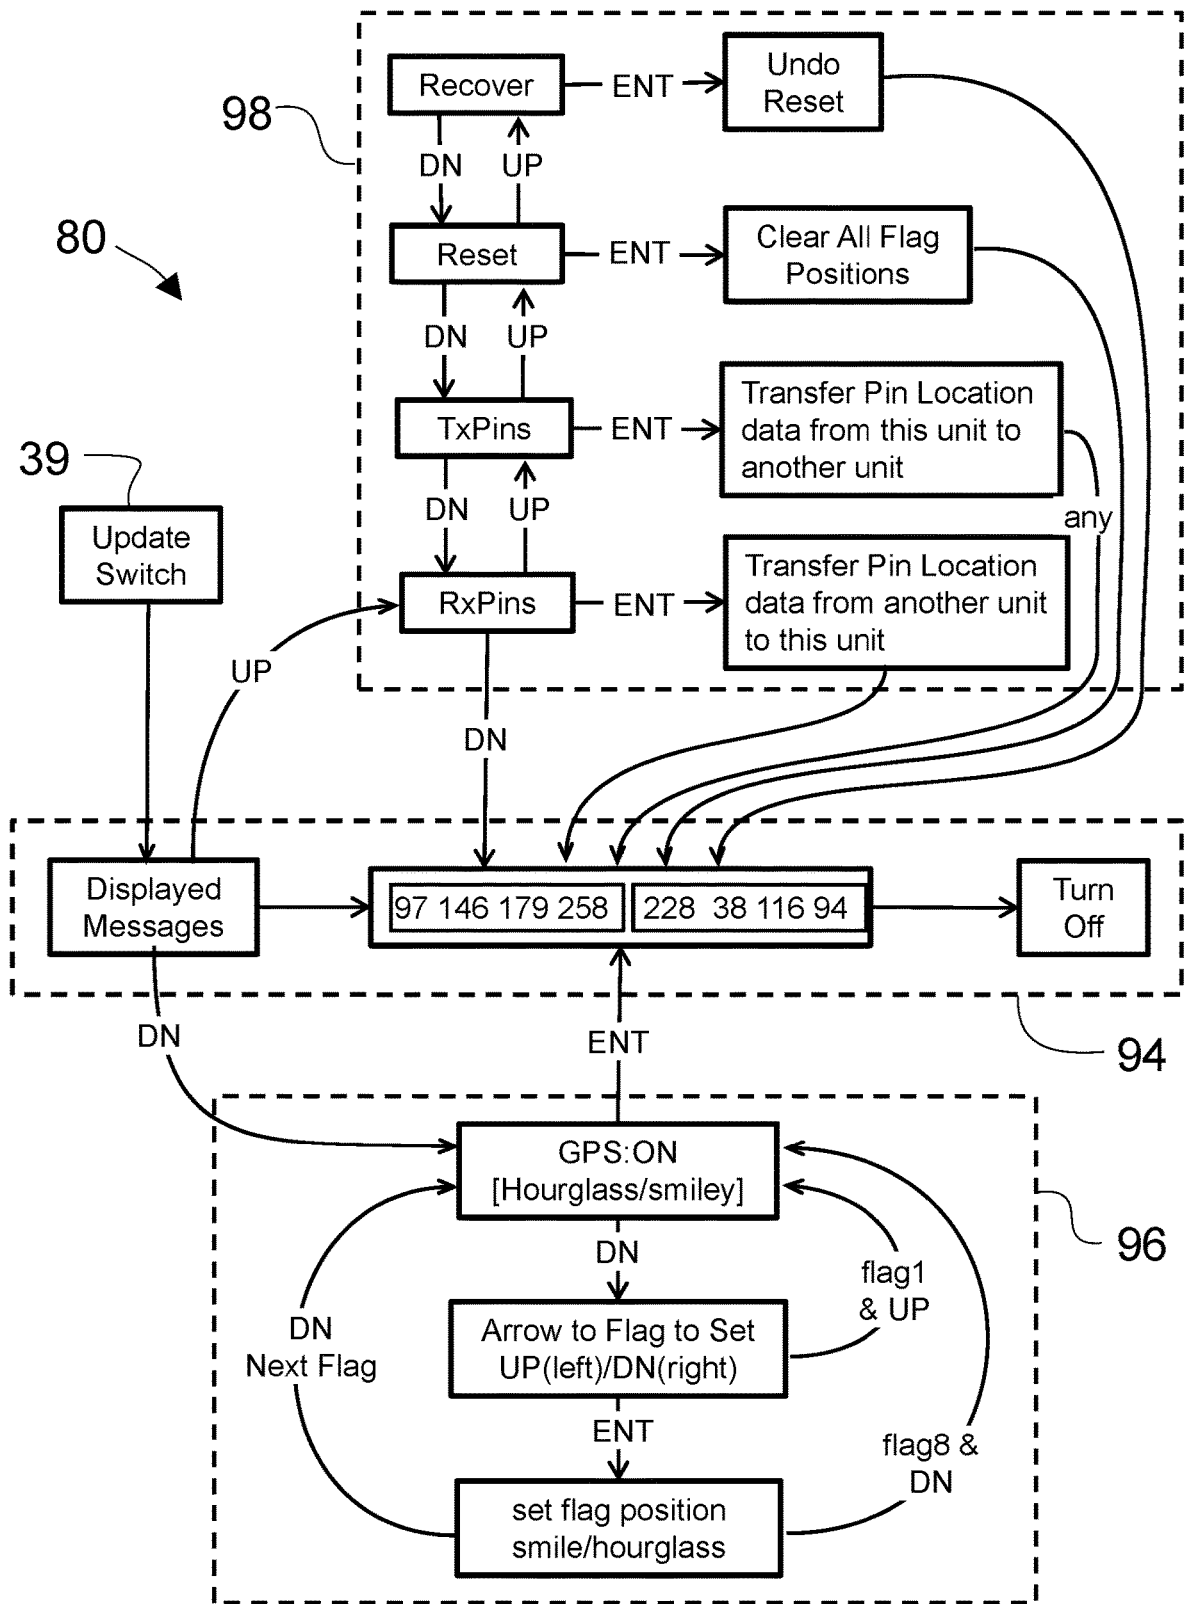 Recover
ENT
Undo
Reset
98
DN
UP
80
Reset
ENT
Clear All Flag
Positions
DN
UP
TxPins
ENT
Transfer Pin Location
data from this unit to
another unit
39
DN
UP
any
Update
Switch
RxPins
ENT
Transfer Pin Location
data from another unit
to this unit
UP
DN
Displayed
Messages
97 146 179 258
228 38 116 94
Turn
Off
DN
ENT
94
GPS:ON
[Hourglass/smiley]
96
DN
flag1
& UP
DN
Next Flag
Arrow to Flag to Set
UP(left)/DN(right)
ENT
flag8 &
DN
set flag position
smile/hourglass